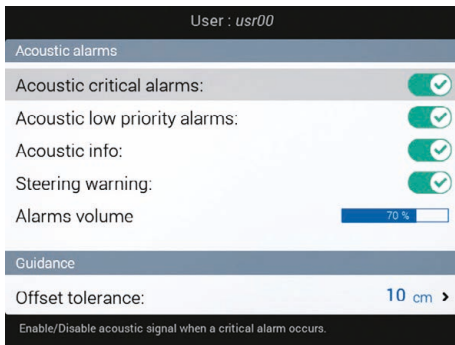 User : usr00
Acoustic alarms
Acoustic critical alarms:
Acoustic low priority alarms:
Acoustic info:
Steering warning:
Alarms volume 70 %
Guidance
Offset tolerance: 10 cm >
Enable/Disable acoustic signal when a critical alarm occurs.